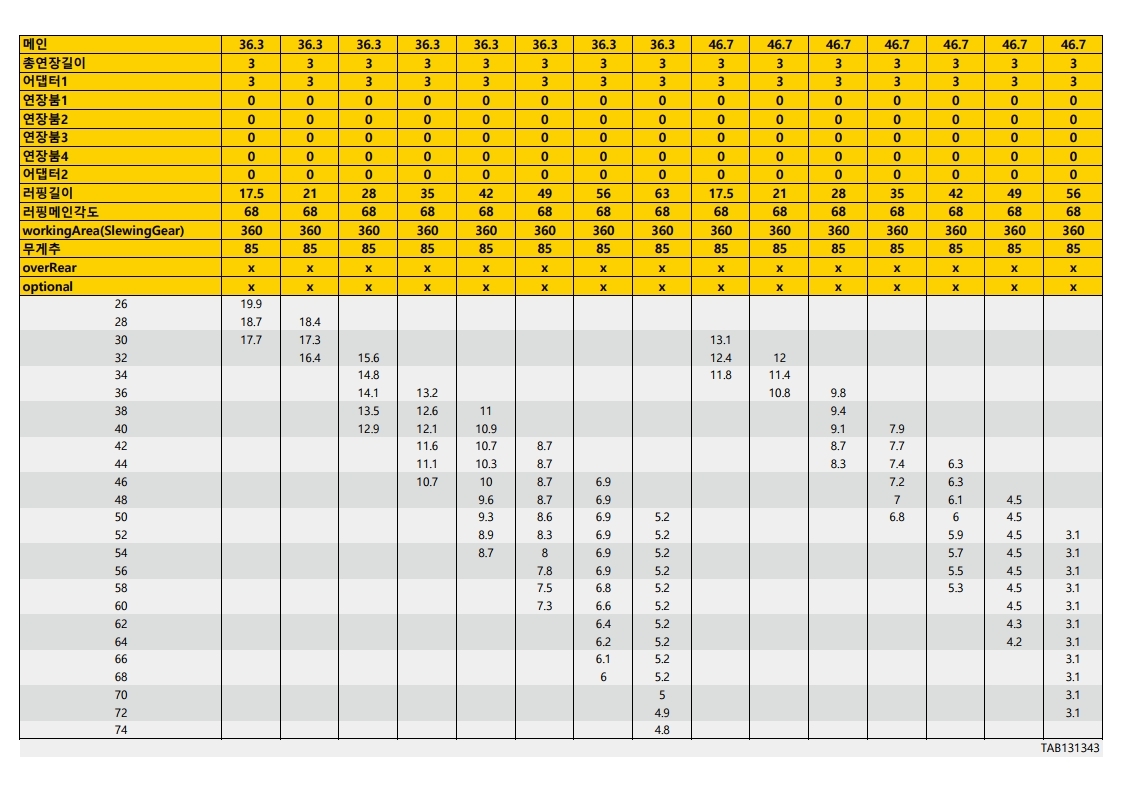 메인 36.3 36.3 36.3 36.3 36.3 36.3 36.3 36.3 46.7 46.7 46.7 46.7 46.7 46.7 46.7
총연장길이 3 3 3 3 3 3 3 3 3 3 3 3 3 3 3
어댑터1 3 3 3 3 3 3 3 3 3 3 3 3 3 3 3
연장붐1 0 0 0 0 0 0 0 0 0 0 0 0 0 0 0
연장붐2 0 0 0 0 0 0 0 0 0 0 0 0 0 0 0
연장붐3 0 0 0 0 0 0 0 0 0 0 0 0 0 0 0
연장붐4 0 0 0 0 0 0 0 0 0 0 0 0 0 0 0
어댑터2 0 0 0 0 0 0 0 0 0 0 0 0 0 0 0
러핑길이 17.5 21 28 35 42 49 56 63 17.5 21 28 35 42 49 56
러핑메인각도 68 68 68 68 68 68 68 68 68 68 68 68 68 68 68
workingArea(SlewingGear) 360 360 360 360 360 360 360 360 360 360 360 360 360 360 360
무게추 85 85 85 85 85 85 85 85 85 85 85 85 85 85 85
overRear x x x x x x x x x x x x x x x
optional x x x x x x x x x x x x x x x
26 19.9
28 18.7 18.4
30 17.7 17.3 13.1
32 16.4 15.6 12.4 12
34 14.8 11.8 11.4
36 14.1 13.2 10.8 9.8
38 13.5 12.6 11 9.4
40 12.9 12.1 10.9 9.1 7.9
42 11.6 10.7 8.7 8.7 7.7
44 11.1 10.3 8.7 8.3 7.4 6.3
46 10.7 10 8.7 6.9 7.2 6.3
48 9.6 8.7 6.9 7 6.1 4.5
50 9.3 8.6 6.9 5.2 6.8 6 4.5
52 8.9 8.3 6.9 5.2 5.9 4.5 3.1
54 8.7 8 6.9 5.2 5.7 4.5 3.1
56 7.8 6.9 5.2 5.5 4.5 3.1
58 7.5 6.8 5.2 5.3 4.5 3.1
60 7.3 6.6 5.2 4.5 3.1
62 6.4 5.2 4.3 3.1
64 6.2 5.2 4.2 3.1
66 6.1 5.2 3.1
68 6 5.2 3.1
70 5 3.1
72 4.9 3.1
74 4.8
TAB131343